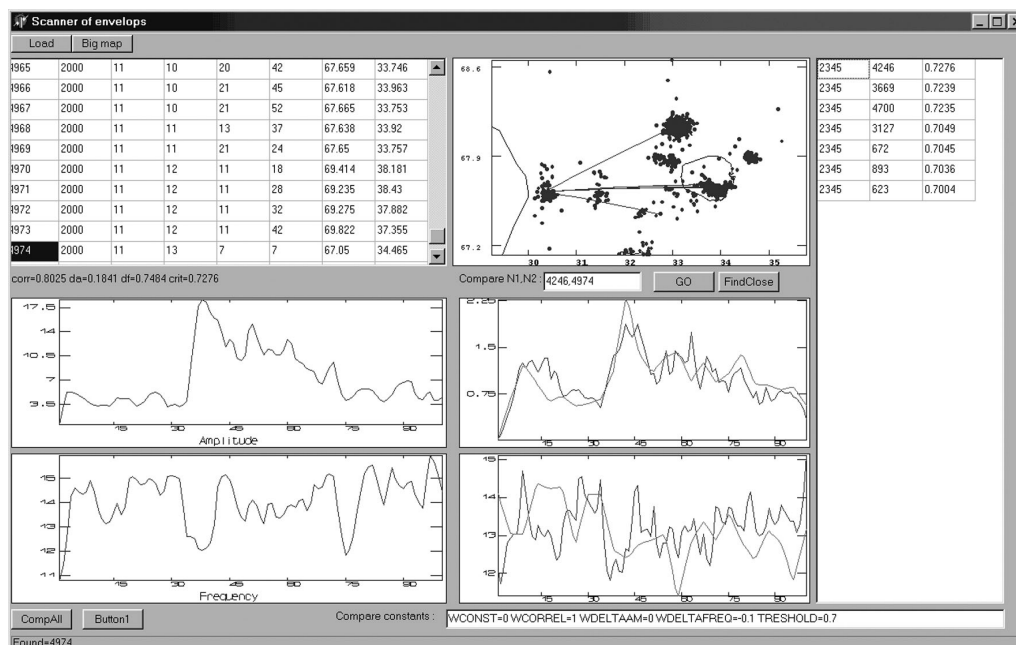 Scanner of envelops
Load Big map
4965 2000 11 10 20 42 67.659 33.746
4966 2000 11 10 21 45 67.618 33.963
4967 2000 11 10 21 52 67.665 33.753
4968 2000 11 11 13 37 67.638 33.92
4969 2000 11 11 21 24 67.65 33.757
4970 2000 11 12 11 18 69.414 38.181
4971 2000 11 12 11 28 69.235 38.43
4972 2000 11 12 11 32 69.275 37.882
4973 2000 11 12 11 42 69.822 37.355
4974 2000 11 13 7 7 67.05 34.465
68.6
67.9
67.2
30 31 32 33 34 35
2345 4246 0.7276
2345 3669 0.7239
2345 4700 0.7235
2345 3127 0.7049
2345 672 0.7045
2345 893 0.7036
2345 623 0.7004
corr=0.8025 da=0.1841 df=0.7484 crit=0.7276
Compare N1,N2 : 4246,4974 GO FindClose
17.5
14
10.5
7
3.5
15 30 45 60 75 90
Amplitude
2.25
1.5
0.75
15 30 45 60 75 90
15
14
13
12
11
15 30 45 60 75 90
Frequency
15
14
13
12
15 30 45 60 75 90
CompAll Button1 Compare constants : WCONST=0 WCORREL=1 WDELTAAM=0 WDELTAFREQ=-0.1 TRESHOLD=0.7
Found=4974